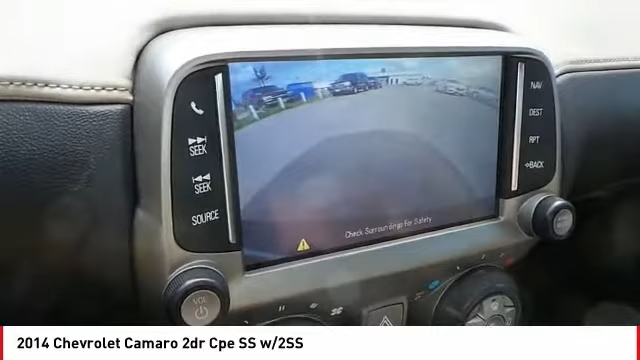 NAV
DEST
RPT
BACK
SEEK
SEEK
SOURCE
Check Surroundings for Safety
VOL
2014 Chevrolet Camaro 2dr Cpe SS w/2SS